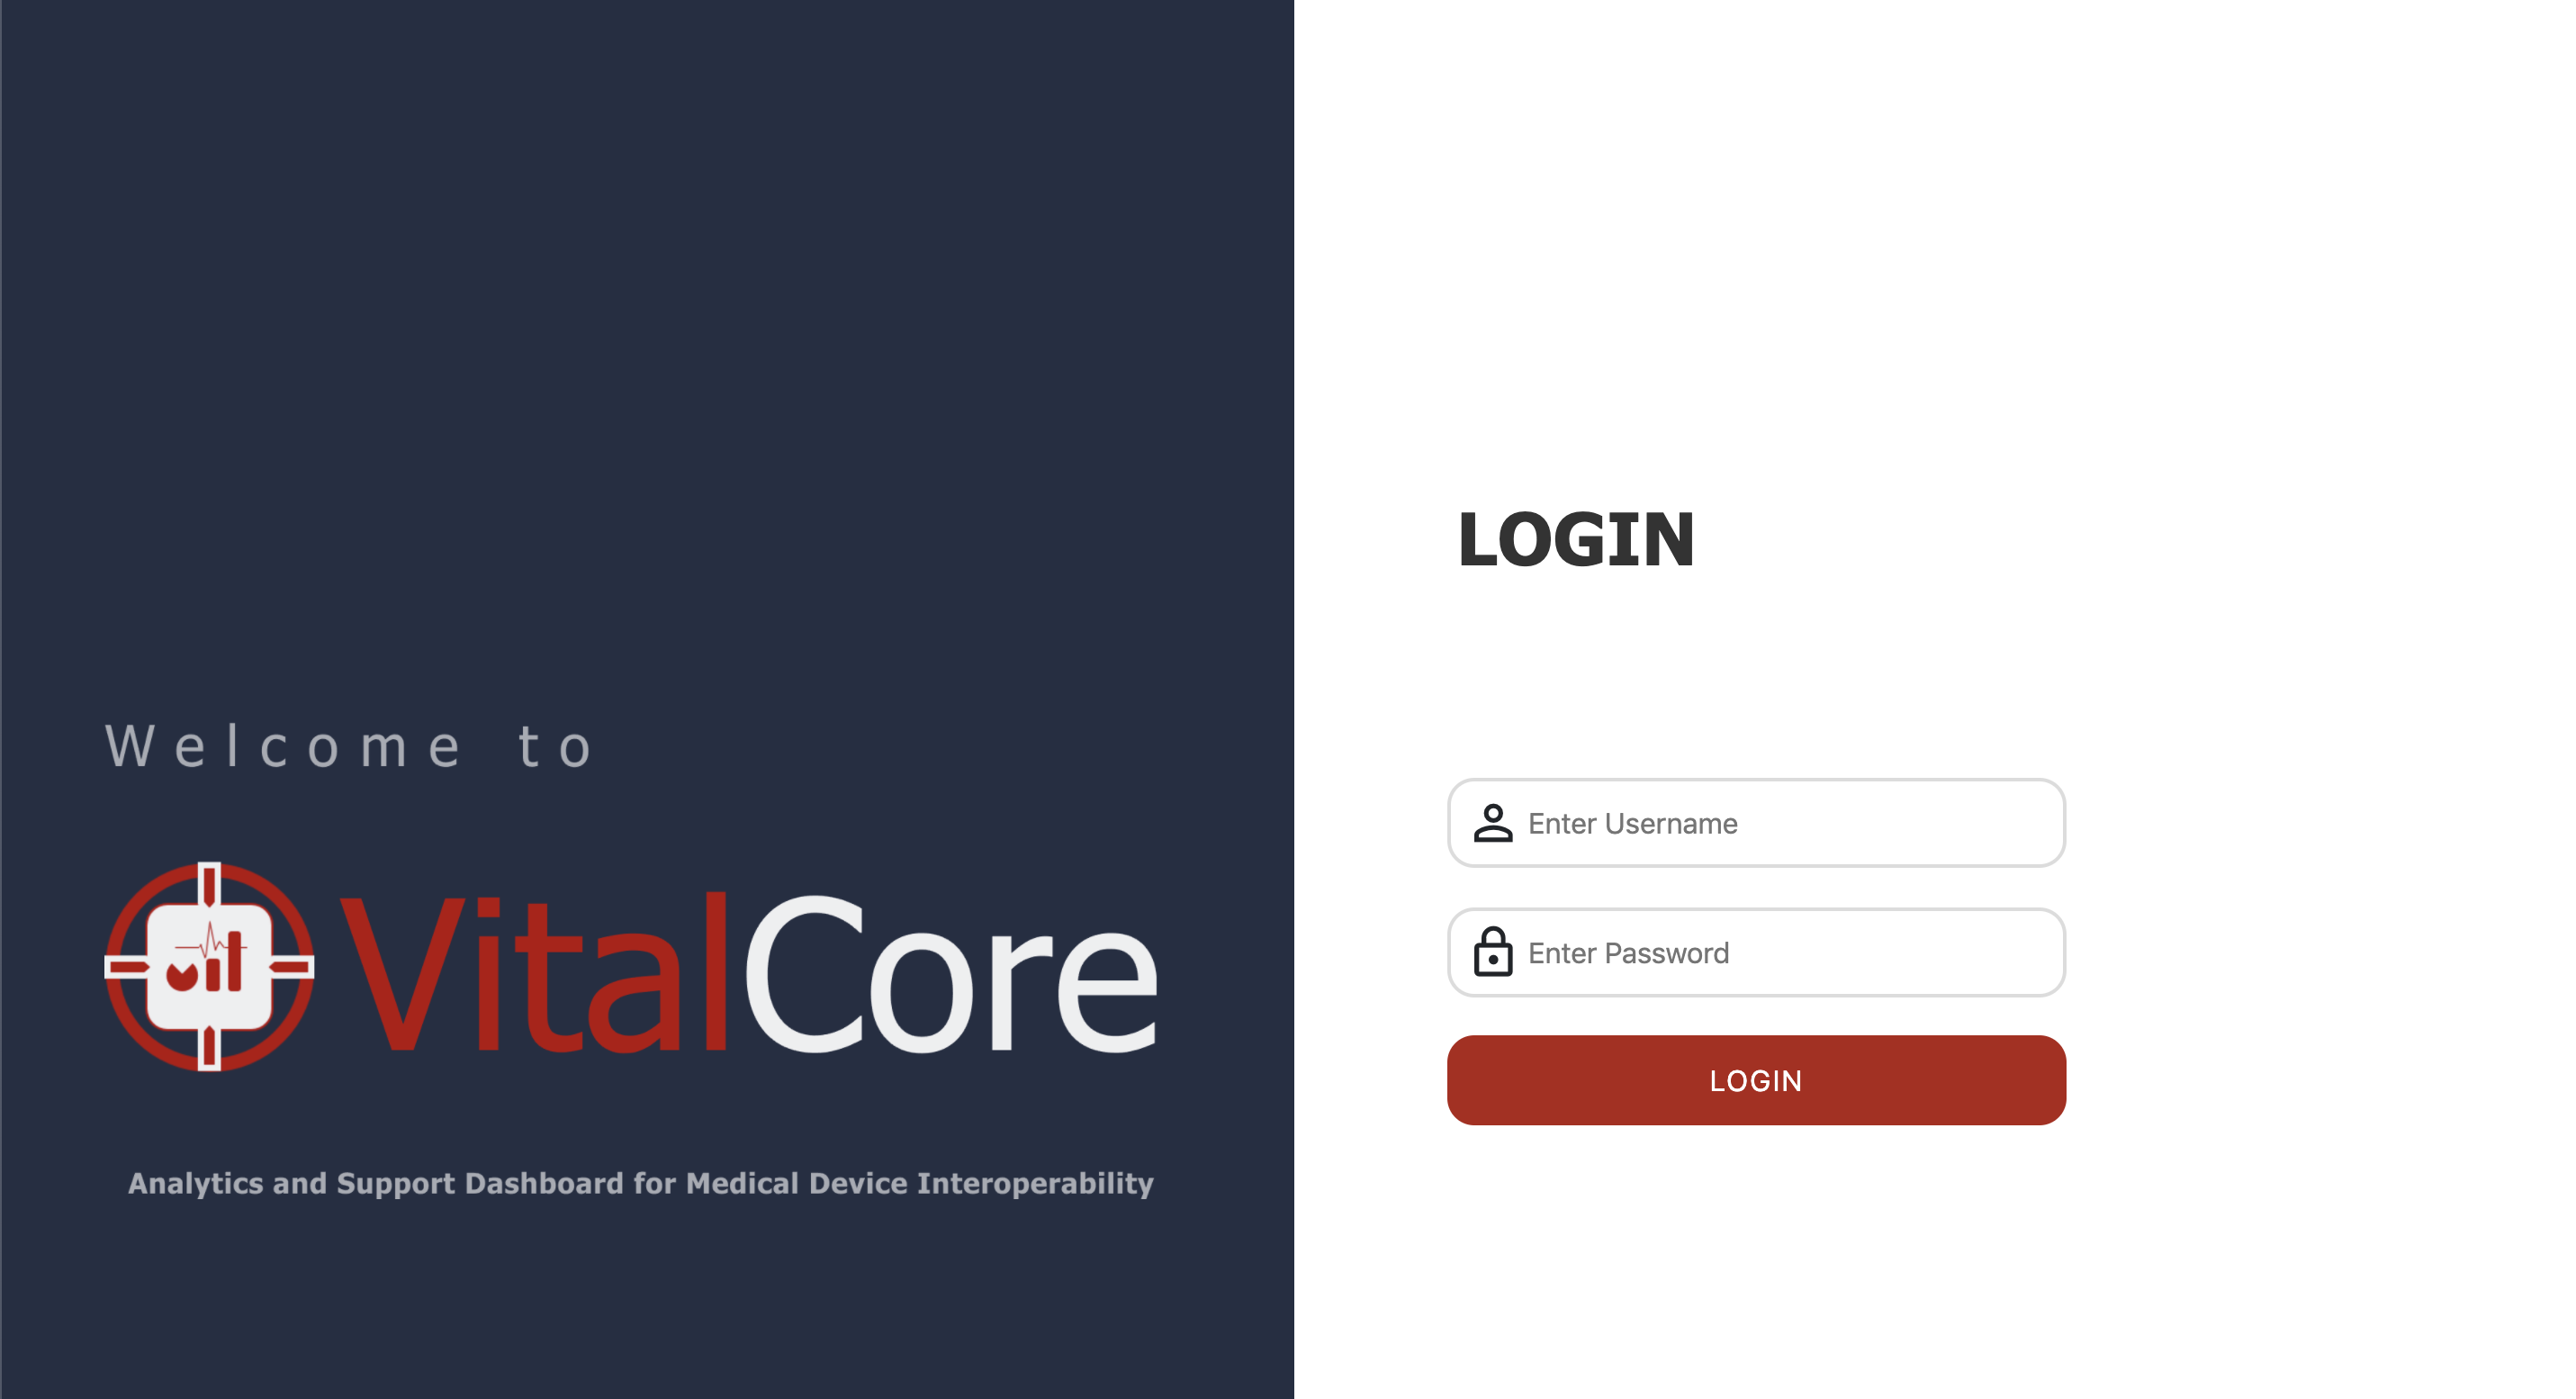 Welcome to
VitalCore
Analytics and Support Dashboard for Medical Device Interoperability
LOGIN
Enter Username
Enter Password
LOGIN